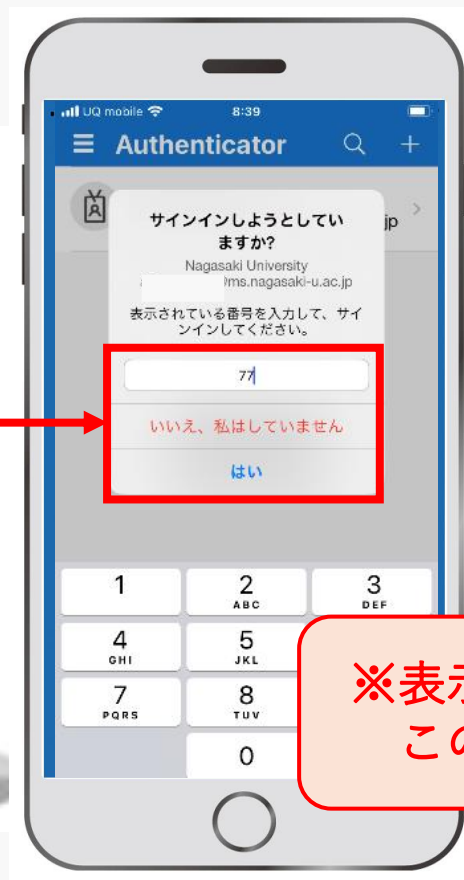 UQ mobile 8:39
Authenticator
jp
サインインしようとしてい
ますか?
Nagasaki University
@ms.nagasaki-u.ac.jp
表示されている番号を入力して、サイ
ンインしてください。
77
いいえ、私はしていません
はい
1 2 3
ABC DEF
4 5
GHI JKL
7 8
PQRS TUV
0
※表示
この